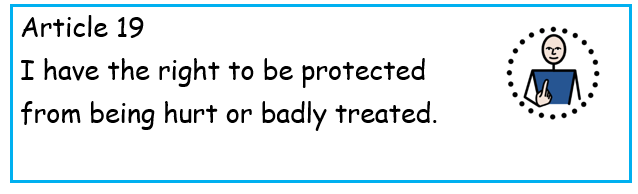 Article 19
I have the right to be protected
from being hurt or badly treated.